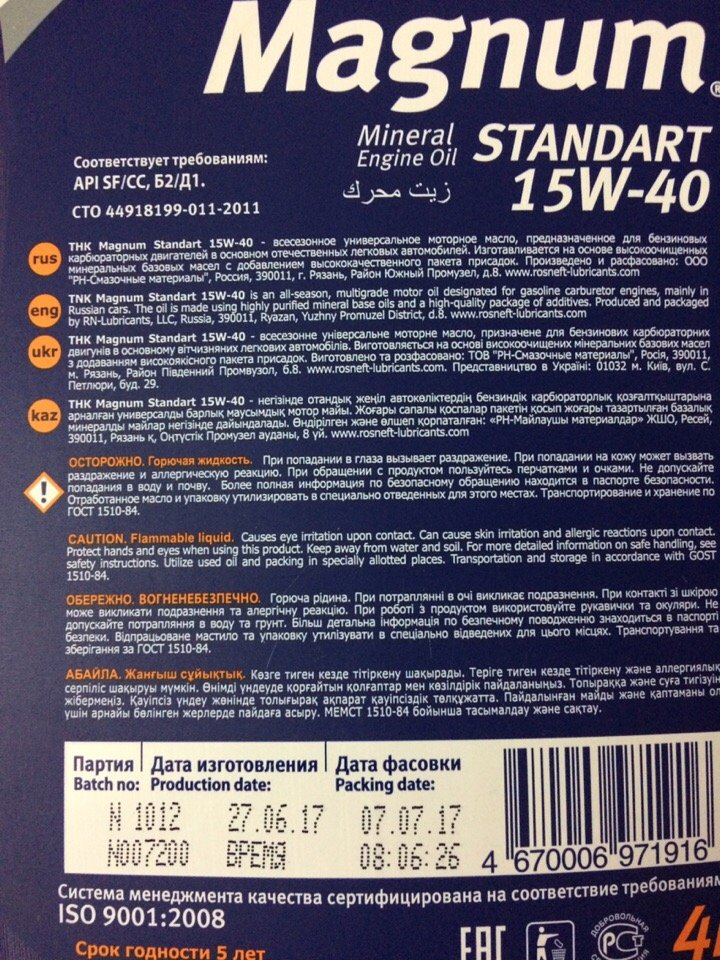 Magnum®
Mineral
Engine Oil
STANDART
15W-40
زيت محرك
Соответствует требованиям:
API SF/CC, Б2/Д1.
СТО 44918199-011-2011
rus
ТНК Magnum Standart 15W-40 - всесезонное универсальное моторное масло, предназначенное для бензиновых
карбюраторных двигателей в основном отечественных легковых автомобилей. Изготавливается на основе высокоочищенных
минеральных базовых масел с добавлением высококачественного пакета присадок. Произведено и расфасовано: ООО
"РН-Смазочные материалы", Россия, 390011, г. Рязань, Район Южный Промузел, д.8. www.rosneft-lubricants.com
eng
TNK Magnum Standart 15W-40 is an all-season, multigrade motor oil designated for gasoline carburetor engines, mainly in
Russian cars. The oil is made using highly purified mineral base oils and a high-quality package of additives. Produced and packaged
by RN-Lubricants, LLC, Russia, 390011, Ryazan, Yuzhny Promuzel District, d.8. www.rosneft-lubricants.com
ukr
ТНК Magnum Standart 15W-40 - всесезонне універсальне моторне масло, призначене для бензинових карбюраторних
двигунів в основному вітчизняних легкових автомобілів. Виготовляється на основі високоочищених мінеральних базових масел
з додаванням високоякісного пакета присадок. Виготовлено та розфасовано: ТОВ "РН-Смазочные материалы", Росія, 390011,
м. Рязань, Район Південний Промвузол, б.8. www.rosneft-lubricants.com. Представництво в Україні: 01032 м. Київ, вул. С.
Петлюри, буд. 29.
kaz
ТНК Magnum Standart 15W-40 - негізінде отандық жеңіл автокөліктердің бензиндік карбюраторлық қозғалтқыштарына
арналған универсалды барлық маусымдық мотор майы. Жоғары сапалы қоспалар пакетін қосып жоғары тазартылған базалық
минералды майлар негізінде дайындалады. Өндірілген және өлшеп қорпаталған: «РН-Майлаушы материалдар» ЖШО, Ресей,
390011, Рязань қ, Оңтүстік Промузел ауданы, 8 үй. www.rosneft-lubricants.com
ОСТОРОЖНО. Горючая жидкость. При попадании в глаза вызывает раздражение. При попадании на кожу может вызвать
раздражение и аллергическую реакцию. При обращении с продуктом пользуйтесь перчатками и очками. Не допускайте
попадания в воду и почву. Более полная информация по безопасному обращению находится в паспорте безопасности.
Отработанное масло и упаковку утилизировать в специально отведенных для этого местах. Транспортирование и хранение по
ГОСТ 1510-84.
CAUTION. Flammable liquid. Causes eye irritation upon contact. Can cause skin irritation and allergic reactions upon contact.
Protect hands and eyes when using this product. Keep away from water and soil. For more detailed information on safe handling, see
safety instructions. Utilize used oil and packing in specially allotted places. Transportation and storage in accordance with GOST
1510-84.
ОБЕРЕЖНО. ВОГНЕНЕБЕЗПЕЧНО. Горюча рідина. При потраплянні в очі викликає подразнення. При контакті зі шкірою
може викликати подразнення та алергічну реакцію. При роботі з продуктом використовуйте рукавички та окуляри. Не
допускайте потрапляння в воду та грунт. Більш детальна інформація по безпечному поводженню знаходиться в паспорті
безпеки. Відпрацьоване мастило та упаковку утилізувати в спеціально відведених для цього місцях. Транспортування та
зберігання за ГОСТ 1510-84.
АБАЙЛА. Жанғыш сұйықтық. Көзге тиген кезде тітіркену шақырады. Теріге тиген кезде тітіркену және аллергиялық
серпіліс шақыруы мүмкін. Өнімді үндеуде қорғайтын қолғаптар мен көзілдірік пайдаланыңыз. Топыраққа және суға тигізуін
жібермеңіз. Қауіпсіз үндеу жөнінде толығырақ ақпарат қауіпсіздік төлқұжатта. Пайдаланған майды және қаптаманы ол
үшін арнайы бөлінген жерлерде пайдаға асыру. МЕМСТ 1510-84 бойынша тасымалдау және сақтау.
Партия Дата изготовления Дата фасовки
Batch no: Production date: Packing date:
N 1012 27.06.17 07.07.17
N007200 ВРЕМЯ 08:06:26
4 670006 971916
Система менеджмента качества сертифицирована на соответствие требованиям
ISO 9001:2008
Срок годности 5 лет
ЕАС
ДОБРОВОЛЬНАЯ
РСТ
4